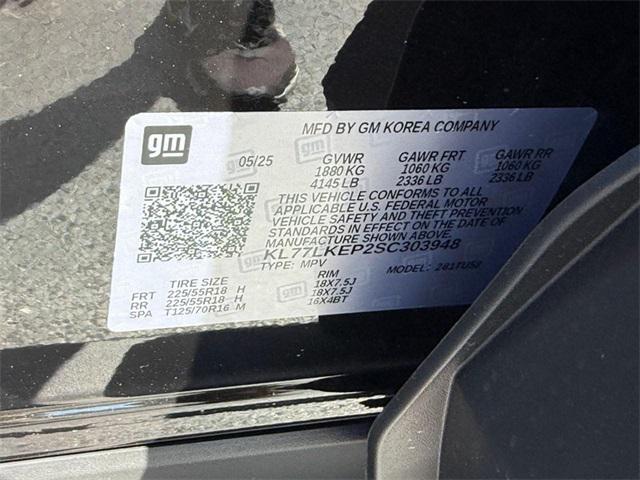 gm
MFD BY GM KOREA COMPANY
05/25
GVWR GAWR FRT GAWR RR
1880 KG 1060 KG 1060 KG
4145 LB 2336 LB 2336 LB
THIS VEHICLE CONFORMS TO ALL
APPLICABLE U.S. FEDERAL MOTOR
VEHICLE SAFETY AND THEFT PREVENTION
STANDARDS IN EFFECT ON THE DATE OF
MANUFACTURE SHOWN ABOVE.
KL77LKEP2SC303948
TYPE: MPV MODEL:
TIRE SIZE RIM
FRT 225/55R18 H 18X7.5J
RR 225/55R18 H 18X7.5J
SPA T125/70R16 M 16X4BT